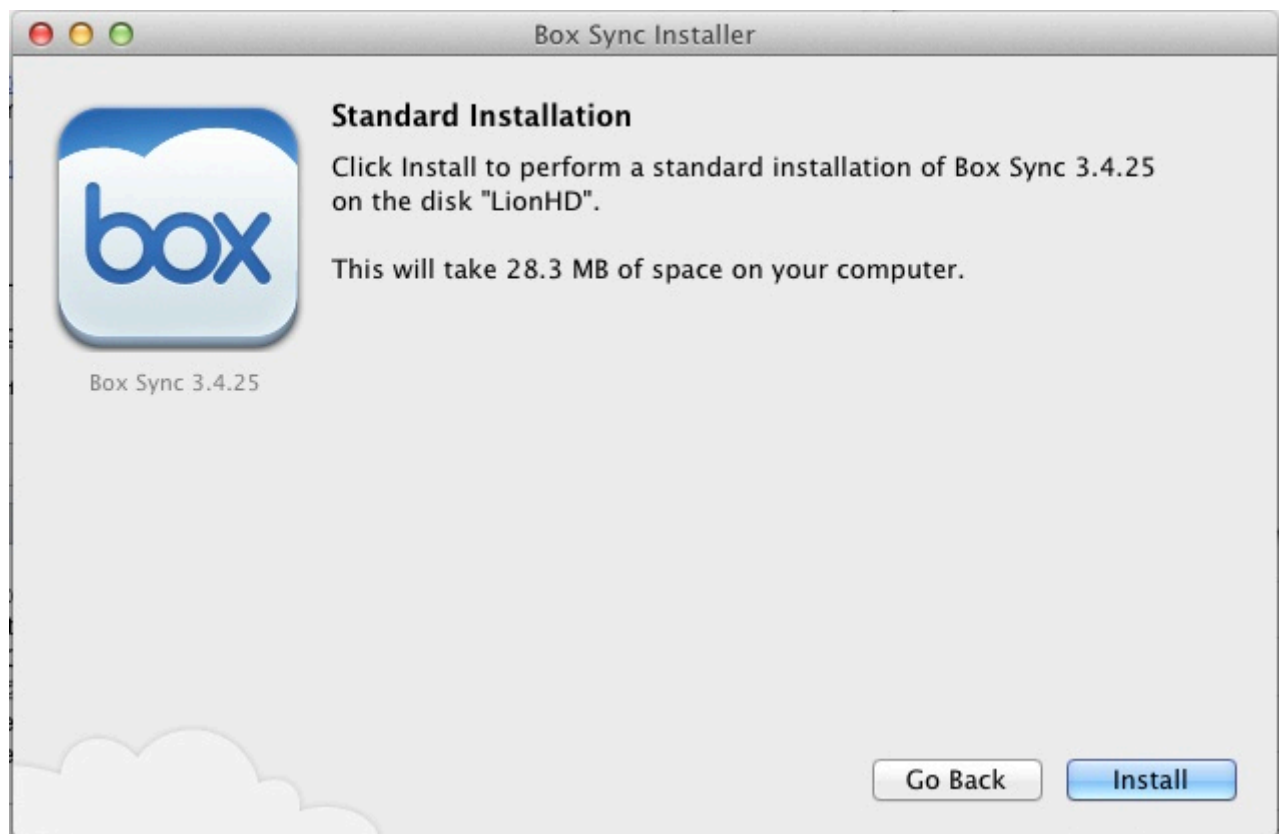 Box Sync Installer
box
Box Sync 3.4.25
Standard Installation
Click Install to perform a standard installation of Box Sync 3.4.25
on the disk "LionHD".
This will take 28.3 MB of space on your computer.
Go Back
Install